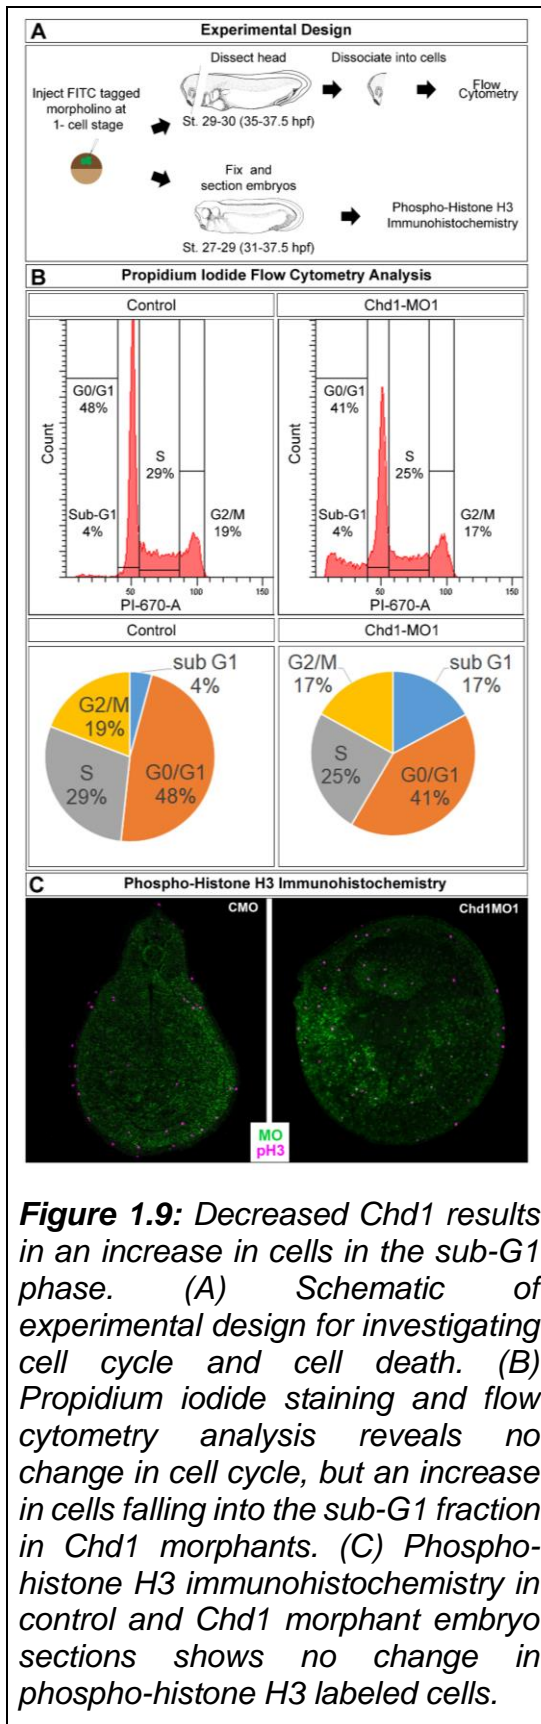 A
Experimental Design
Inject FITC tagged
morpholino at
1- cell stage
Dissect head
St. 29-30 (35-37.5 hpf)
Dissociate into cells
Flow
Cytometry
Fix and
section embryos
St. 27-29 (31-37.5 hpf)
Phospho-Histone H3
Immunohistochemistry
B
Propidium Iodide Flow Cytometry Analysis
Control
Chd1-MO1
Count
G0/G1
48%
Sub-G1
4%
S
29%
G2/M
19%
50
100
150
PI-670-A
Count
G0/G1
41%
Sub-G1
4%
S
25%
G2/M
17%
50
100
150
PI-670-A
Control
Chd1-MO1
sub G1
4%
G2/M
19%
S
29%
G0/G1
48%
G2/M
17%
sub G1
17%
S
25%
G0/G1
41%
C
Phospho-Histone H3 Immunohistochemistry
CMO
Chd1MO1
MO
pH3
Figure 1.9: Decreased Chd1 results
in an increase in cells in the sub-G1
phase. (A) Schematic of
experimental design for investigating
cell cycle and cell death. (B)
Propidium iodide staining and flow
cytometry analysis reveals no
change in cell cycle, but an increase
in cells falling into the sub-G1 fraction
in Chd1 morphants. (C) Phospho-
histone H3 immunohistochemistry in
control and Chd1 morphant embryo
sections shows no change in
phospho-histone H3 labeled cells.